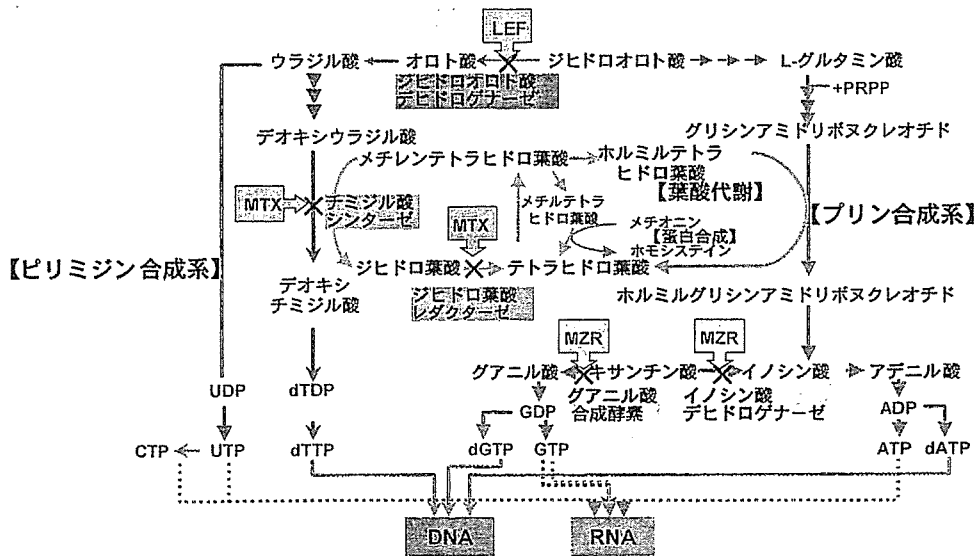 LEF
ウラジル酸
オロト酸
ジヒドロオロト酸
L-グルタミン酸
ジヒドロオロト酸
デヒドロゲナーゼ
+PRPP
デオキシウラジル酸
グリシンアミドリボヌクレオチド
メチレンテトラヒドロ葉酸
ホルミルテトラ
ヒドロ葉酸
【葉酸代謝】
MTX
チミジル酸
シンターゼ
メチルテトラ
ヒドロ葉酸
MTX
メチオニン
【蛋白合成】
ホモシステイン
【プリン合成系】
【ピリミジン合成系】
ジヒドロ葉酸
テトラヒドロ葉酸
デオキシ
チミジル酸
ジヒドロ葉酸
レダクターゼ
ホルミルグリシンアミドリボヌクレオチド
MZR
MZR
グアニル酸
キサンチン酸
イノシン酸
アデニル酸
UDP
dTDP
グアニル酸
合成酵素
イノシン酸
デヒドロゲナーゼ
GDP
ADP
CTP
UTP
dTTP
dGTP
GTP
ATP
dATP
DNA
RNA